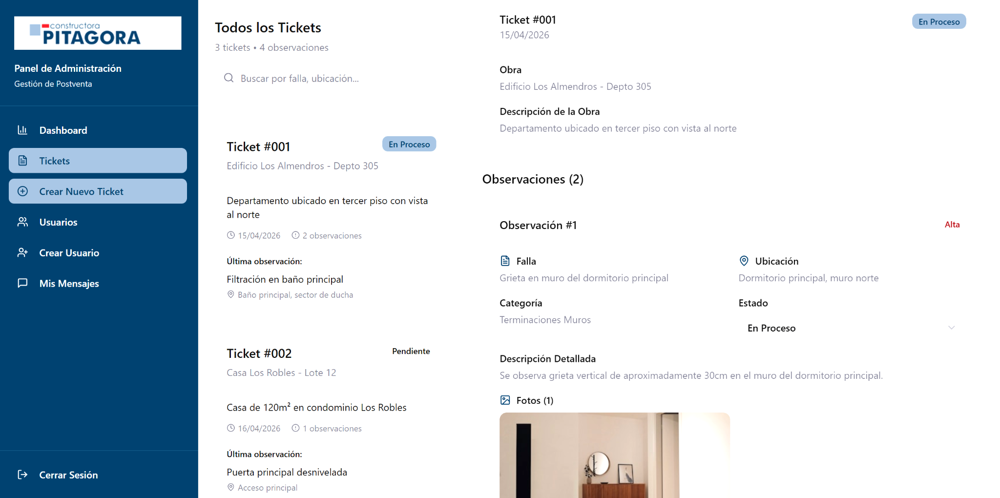 constructora
PITAGORA
Panel de Administración
Gestión de Postventa
Dashboard
Tickets
Crear Nuevo Ticket
Usuarios
Crear Usuario
Mis Mensajes
Cerrar Sesión
Todos los Tickets
3 tickets • 4 observaciones
Buscar por falla, ubicación...
Ticket #001
En Proceso
Edificio Los Almendros - Depto 305
Departamento ubicado en tercer piso con vista
al norte
15/04/2026 2 observaciones
Última observación:
Filtración en baño principal
Baño principal, sector de ducha
Ticket #002
Pendiente
Casa Los Robles - Lote 12
Casa de 120m² en condominio Los Robles
16/04/2026 1 observaciones
Última observación:
Puerta principal desnivelada
Acceso principal
Ticket #001
En Proceso
15/04/2026
Obra
Edificio Los Almendros - Depto 305
Descripción de la Obra
Departamento ubicado en tercer piso con vista al norte
Observaciones (2)
Observación #1
Alta
Falla
Grieta en muro del dormitorio principal
Ubicación
Dormitorio principal, muro norte
Categoría
Terminaciones Muros
Estado
En Proceso
Descripción Detallada
Se observa grieta vertical de aproximadamente 30cm en el muro del dormitorio principal.
Fotos (1)